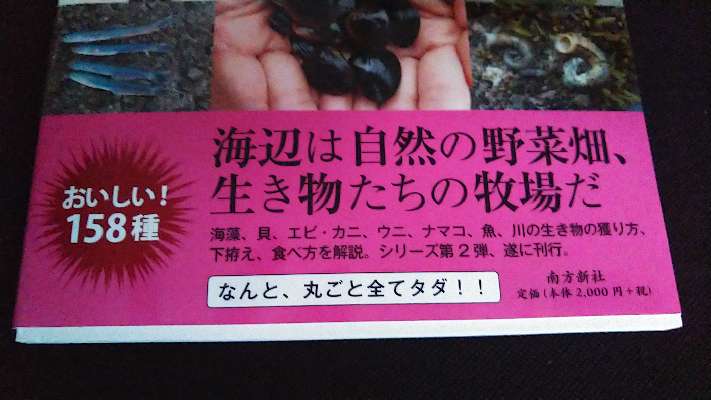 海辺は自然の野菜畑、
生き物たちの牧場だ
おいしい!
158種
海藻、貝、エビ・カニ、ウニ、ナマコ、魚、川の生き物の獲り方、
下拵え、食べ方を解説。シリーズ第2弾、遂に刊行。
なんと、丸ごと全てタダ!!
南方新社
定価(本体2,000円+税)